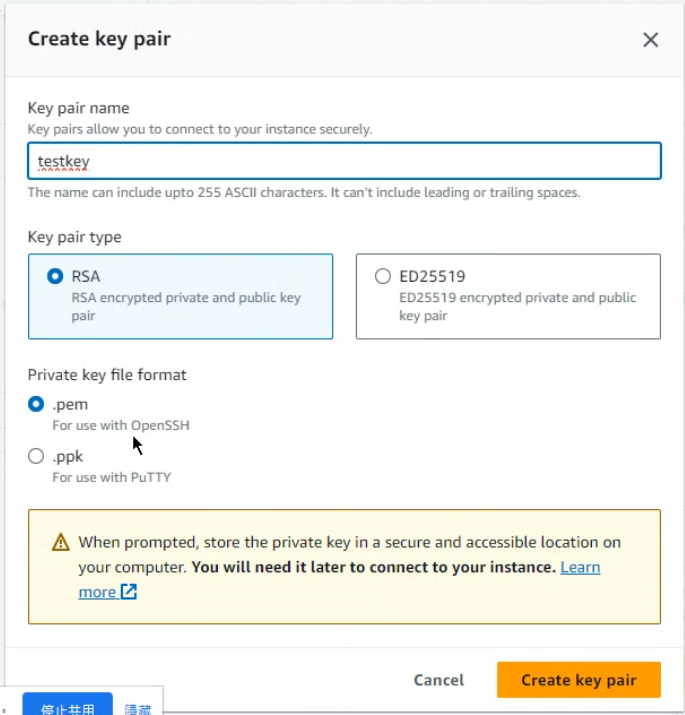 Create key pair
Key pair name
Key pairs allow you to connect to your instance securely.
testkey
The name can include upto 255 ASCII characters. It can't include leading or trailing spaces.
Key pair type
RSA
RSA encrypted private and public key
pair
ED25519
ED25519 encrypted private and public
key pair
Private key file format
.pem
For use with OpenSSH
.ppk
For use with PuTTY
When prompted, store the private key in a secure and accessible location on
your computer. You will need it later to connect to your instance. Learn
more
Cancel
Create key pair
停止共用
隱藏